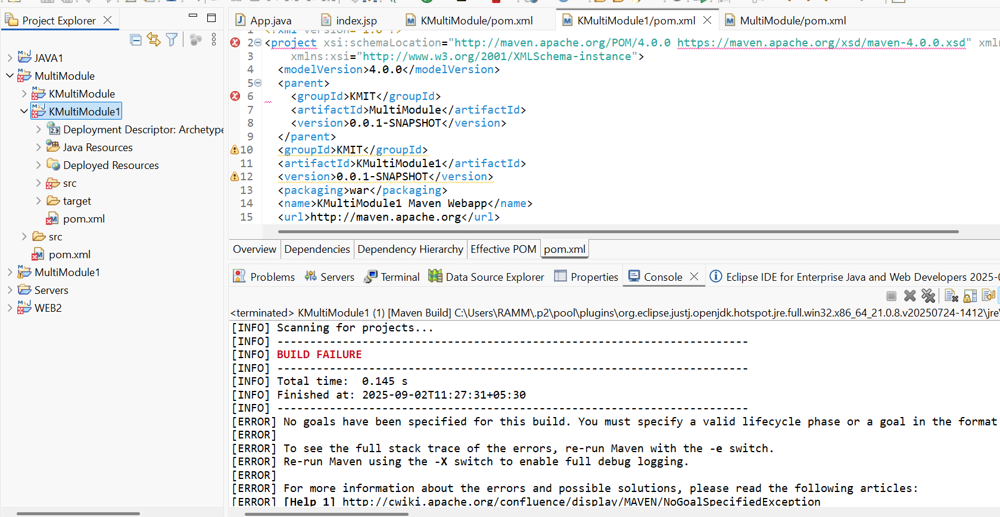 Project Explorer
JAVA1
MultiModule
KMultiModule
KMultiModule1
Deployment Descriptor: Archetype
Java Resources
Deployed Resources
src
target
pom.xml
src
pom.xml
MultiModule1
Servers
WEB2
App.java
index.jsp
KMultiModule/pom.xml
KMultiModule1/pom.xml
MultiModule/pom.xml
2 <project xsi:schemaLocation="http://maven.apache.org/POM/4.0.0 https://maven.apache.org/xsd/maven-4.0.0.xsd"
3 xmlns:xsi="http://www.w3.org/2001/XMLSchema-instance">
4 <modelVersion>4.0.0</modelVersion>
5 <parent>
6 <groupId>KMIT</groupId>
7 <artifactId>MultiModule</artifactId>
8 <version>0.0.1-SNAPSHOT</version>
9 </parent>
10 <groupId>KMIT</groupId>
11 <artifactId>KMultiModule1</artifactId>
12 <version>0.0.1-SNAPSHOT</version>
13 <packaging>war</packaging>
14 <name>KMultiModule1 Maven Webapp</name>
15 <url>http://maven.apache.org</url>
Overview Dependencies Dependency Hierarchy Effective POM pom.xml
Problems Servers Terminal Data Source Explorer Properties Console Eclipse IDE for Enterprise Java and Web Developers
<terminated> KMultiModule1 (1) [Maven Build] C:\Users\RAMM\.p2\pool\plugins\org.eclipse.justj.openjdk.hotspot.jre.full.win32.x86_64_21.0.8.v20250724-1412\jre\
[INFO] Scanning for projects...
[INFO] ------------------------------------------------------------------------
[INFO] BUILD FAILURE
[INFO] ------------------------------------------------------------------------
[INFO] Total time:  0.145 s
[INFO] Finished at: 2025-09-02T11:27:31+05:30
[INFO] ------------------------------------------------------------------------
[ERROR] No goals have been specified for this build. You must specify a valid lifecycle phase or a goal in the format
[ERROR]
[ERROR] To see the full stack trace of the errors, re-run Maven with the -e switch.
[ERROR] Re-run Maven using the -X switch to enable full debug logging.
[ERROR]
[ERROR] For more information about the errors and possible solutions, please read the following articles:
[ERROR] [Help 1] http://cwiki.apache.org/confluence/display/MAVEN/NoGoalSpecifiedException